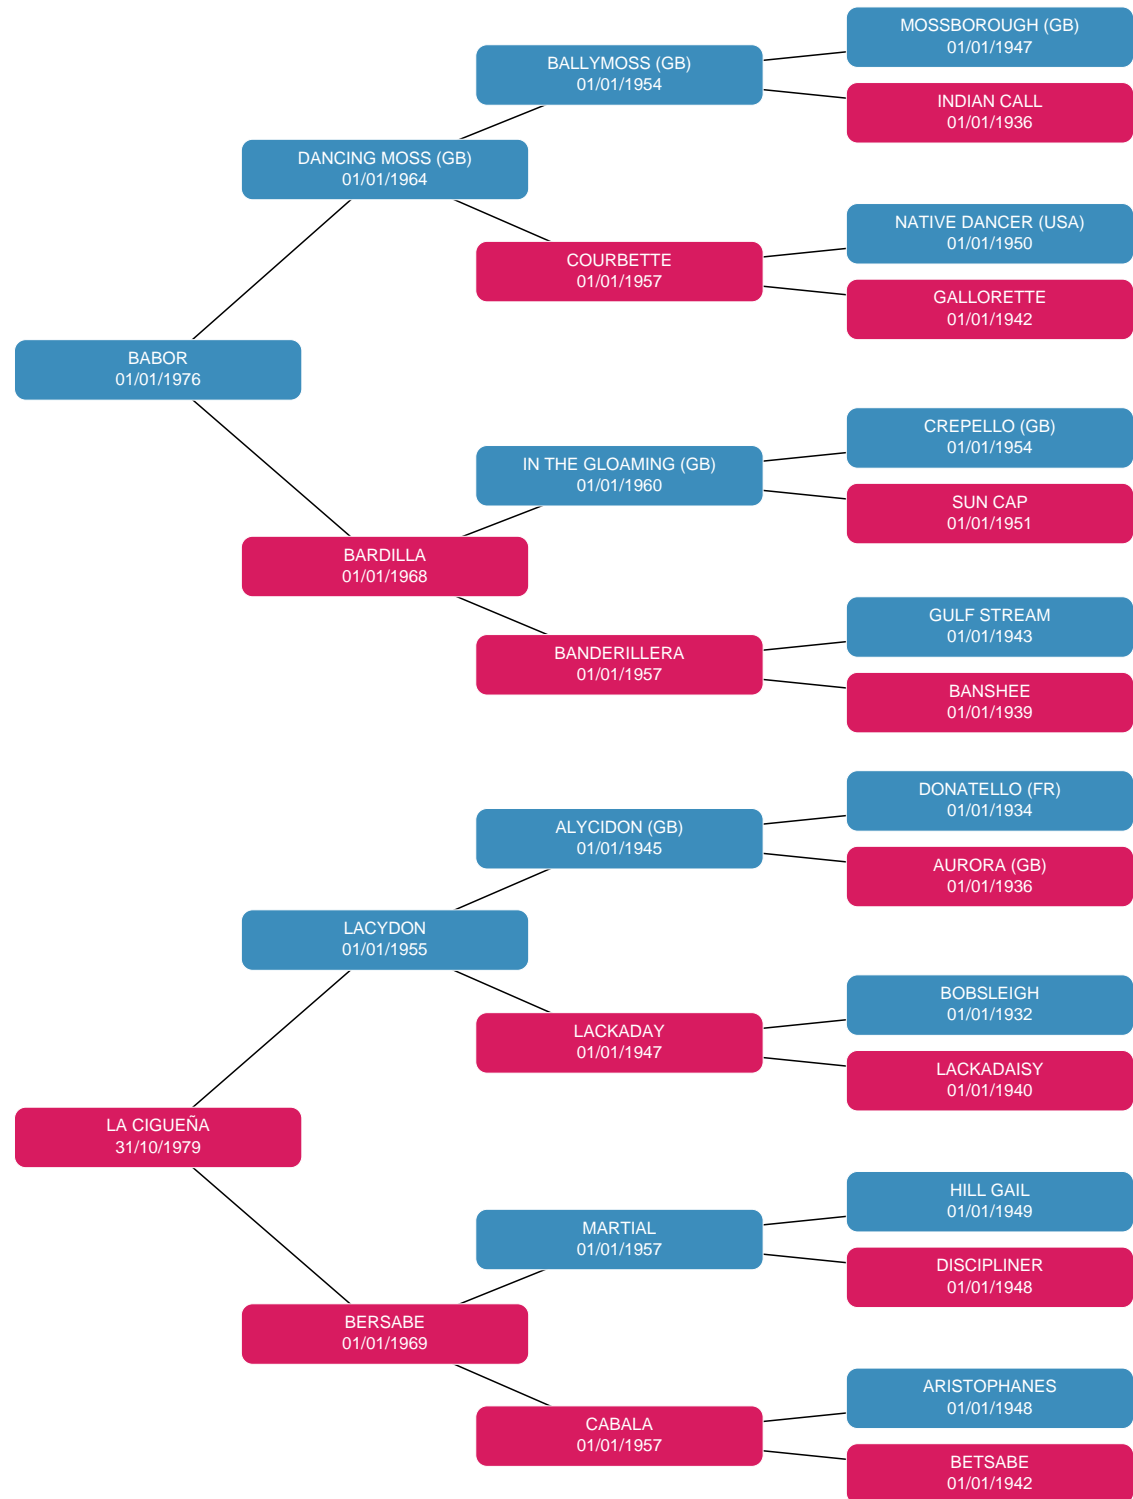 MOSSBOROUGH (GB)
01/01/1947
BALLYMOSS (GB)
01/01/1954
INDIAN CALL
01/01/1936
DANCING MOSS (GB)
01/01/1964
NATIVE DANCER (USA)
01/01/1950
COURBETTE
01/01/1957
GALLORETTE
01/01/1942
BABOR
01/01/1976
CREPELLO (GB)
01/01/1954
IN THE GLOAMING (GB)
01/01/1960
SUN CAP
01/01/1951
BARDILLA
01/01/1968
GULF STREAM
01/01/1943
BANDERILLERA
01/01/1957
BANSHEE
01/01/1939
DONATELLO (FR)
01/01/1934
ALYCIDON (GB)
01/01/1945
AURORA (GB)
01/01/1936
LACYDON
01/01/1955
BOBSLEIGH
01/01/1932
LACKADAY
01/01/1947
LACKADAISY
01/01/1940
LA CIGUEÑA
31/10/1979
HILL GAIL
01/01/1949
MARTIAL
01/01/1957
DISCIPLINER
01/01/1948
BERSABE
01/01/1969
ARISTOPHANES
01/01/1948
CABALA
01/01/1957
BETSABE
01/01/1942